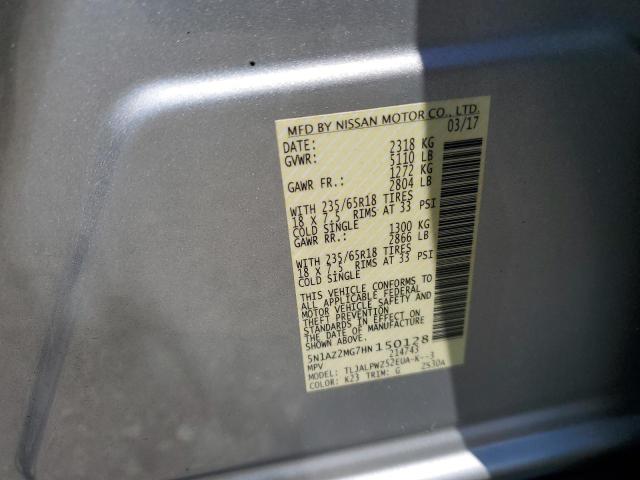 MFD BY NISSAN MOTOR CO., LTD.
DATE: 03/17
GVWR: 2318 KG
5110 LB
GAWR FR.: 1272 KG
2804 LB
WITH 235/65R18 TIRES
18 X 7.5 RIMS AT 33 PSI
COLD SINGLE
GAWR RR.: 1300 KG
2866 LB
WITH 235/65R18 TIRES
18 X 7.5 RIMS AT 33 PSI
COLD SINGLE
THIS VEHICLE CONFORMS TO
ALL APPLICABLE FEDERAL
MOTOR VEHICLE SAFETY AND
THEFT PREVENTION
STANDARDS IN EFFECT ON
THE DATE OF MANUFACTURE
SHOWN ABOVE.
5N1AZ2MG7HN150128
MPV 214743
MODEL: TLJALPWZ52EUA-K--3
COLOR: K23 TRIM: G 2530A